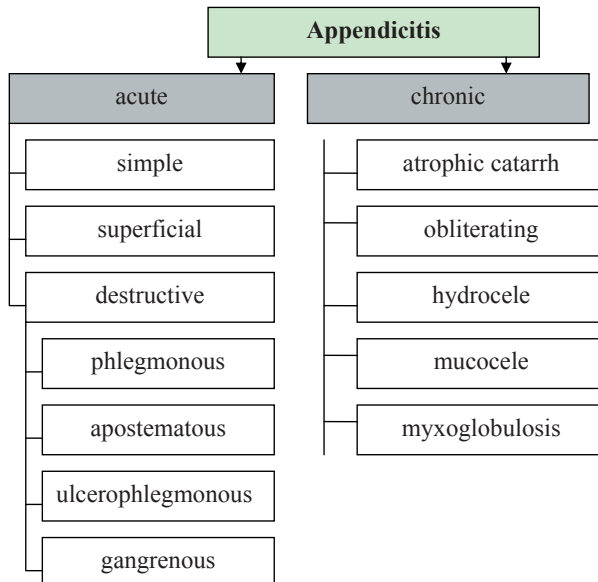 Appendicitis
acute
simple
superficial
destructive
phlegmonous
apostematous
ulcerophlegmonous
gangrenous
chronic
atrophic catarrh
obliterating
hydrocele
mucocele
myxoglobulosis